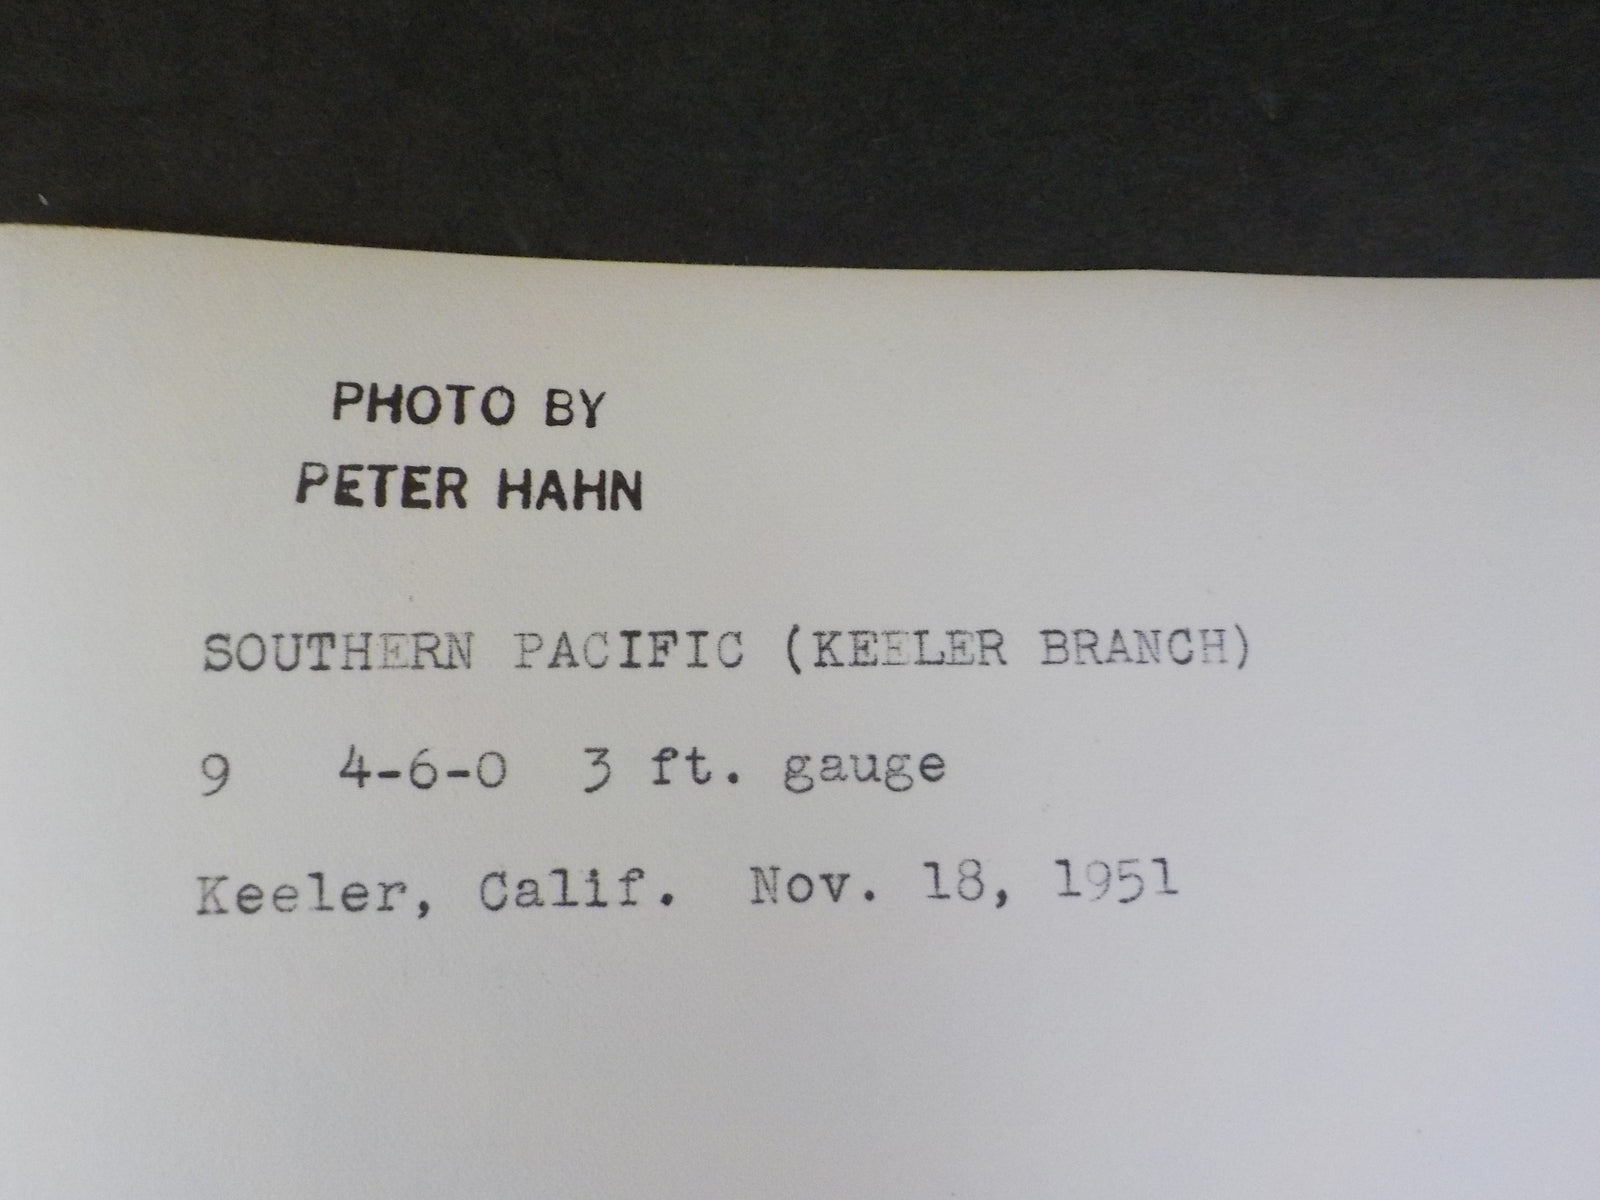 PHOTO BY
PETER HAHN
SOUTHERN PACIFIC (KEELER BRANCH)
9 4-6-0 3 ft. gauge
Keeler, Calif. Nov. 18, 1951